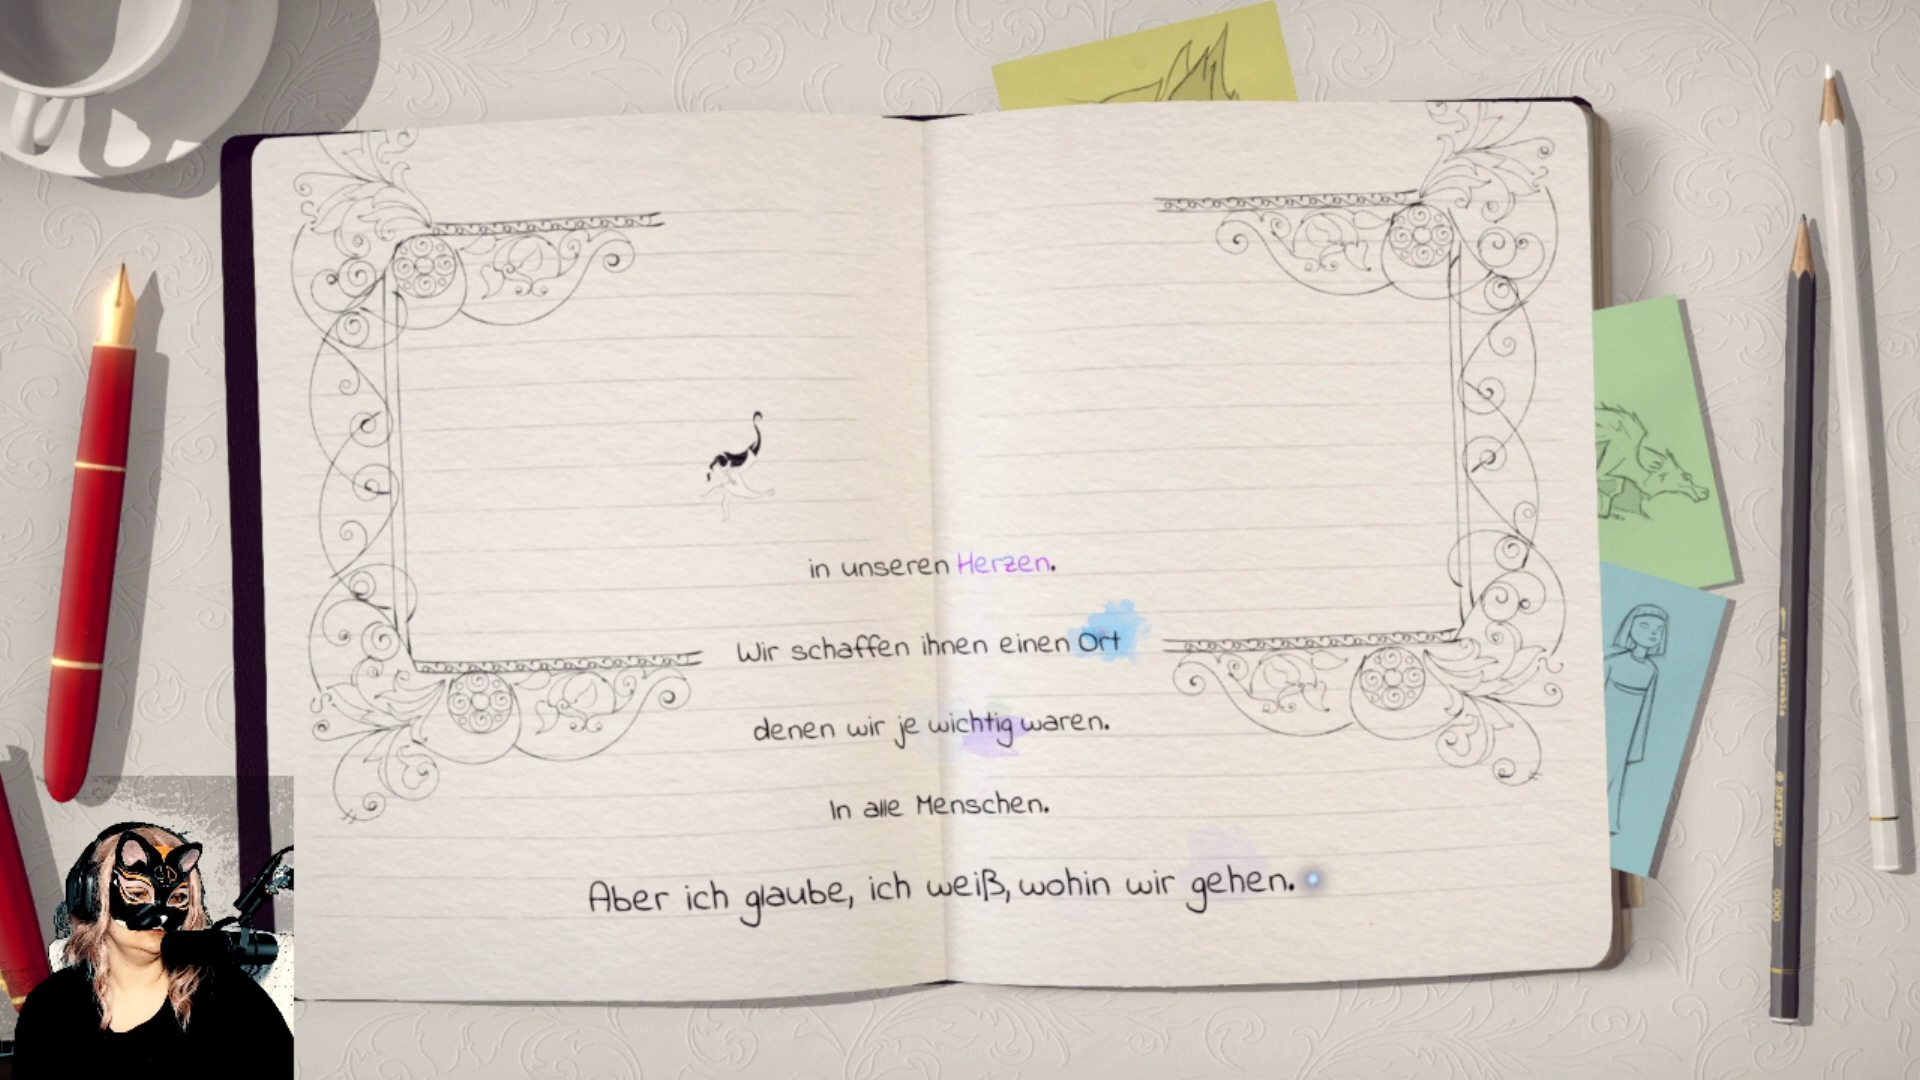 in unseren Herzen.
Wir schaffen ihnen einen Ort
denen wir je wichtig waren.
In alle Menschen.
Aber ich glaube, ich weiß, wohin wir gehen.